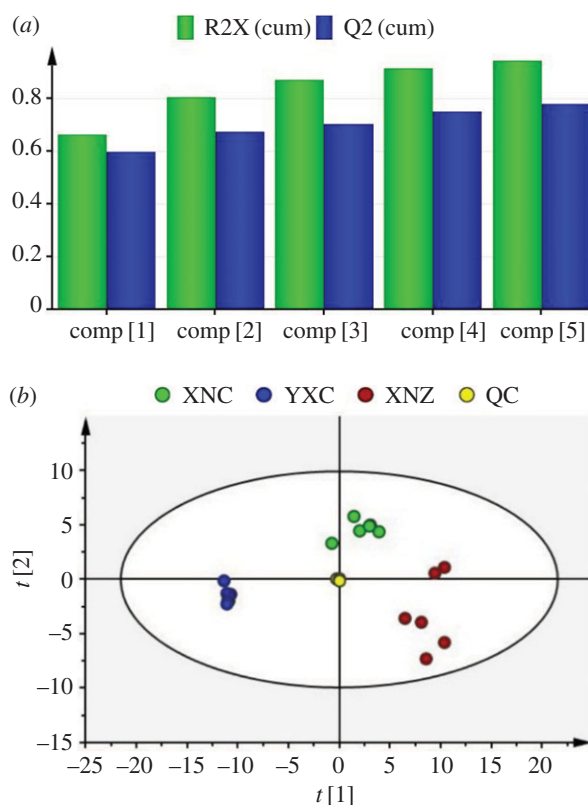 (a)
R2X (cum) Q2 (cum)
0.8
0.6
0.4
0.2
0
comp [1] comp [2] comp [3] comp [4] comp [5]
(b)
XNC YXC XNZ QC
10
5
0
–5
–10
–15
t [2]
–25 –20 –15 –10 –5 0 5 10 15 20
t [1]